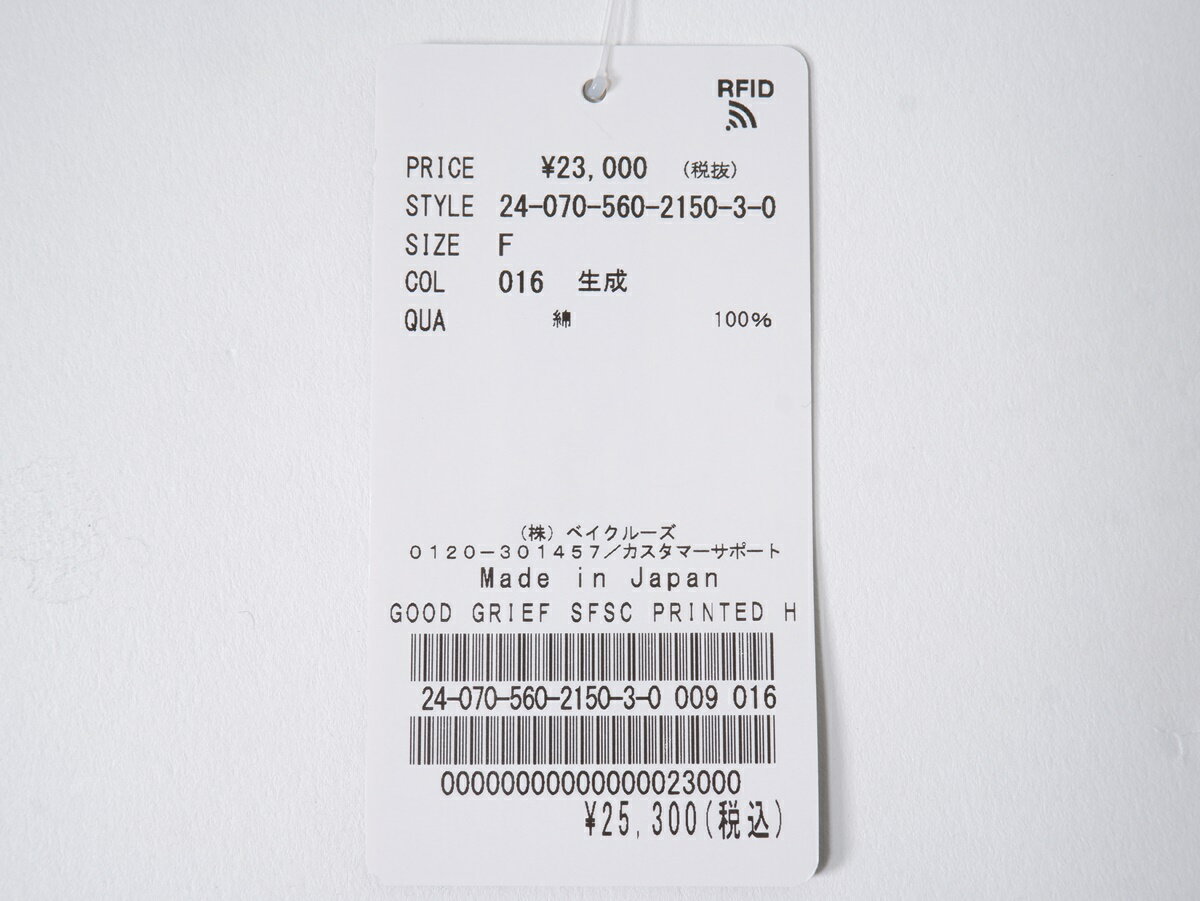 RFID
PRICE ¥23,000 (税抜)
STYLE 24-070-560-2150-3-0
SIZE F
COL 016 生成
QUA 綿 100%
(株) ベイクルーズ
0120-301457/カスタマーサポート
Made in Japan
GOOD GRIEF SFSC PRINTED H
24-070-560-2150-3-0 009 016
00000000000000023000
¥25,300(税込)